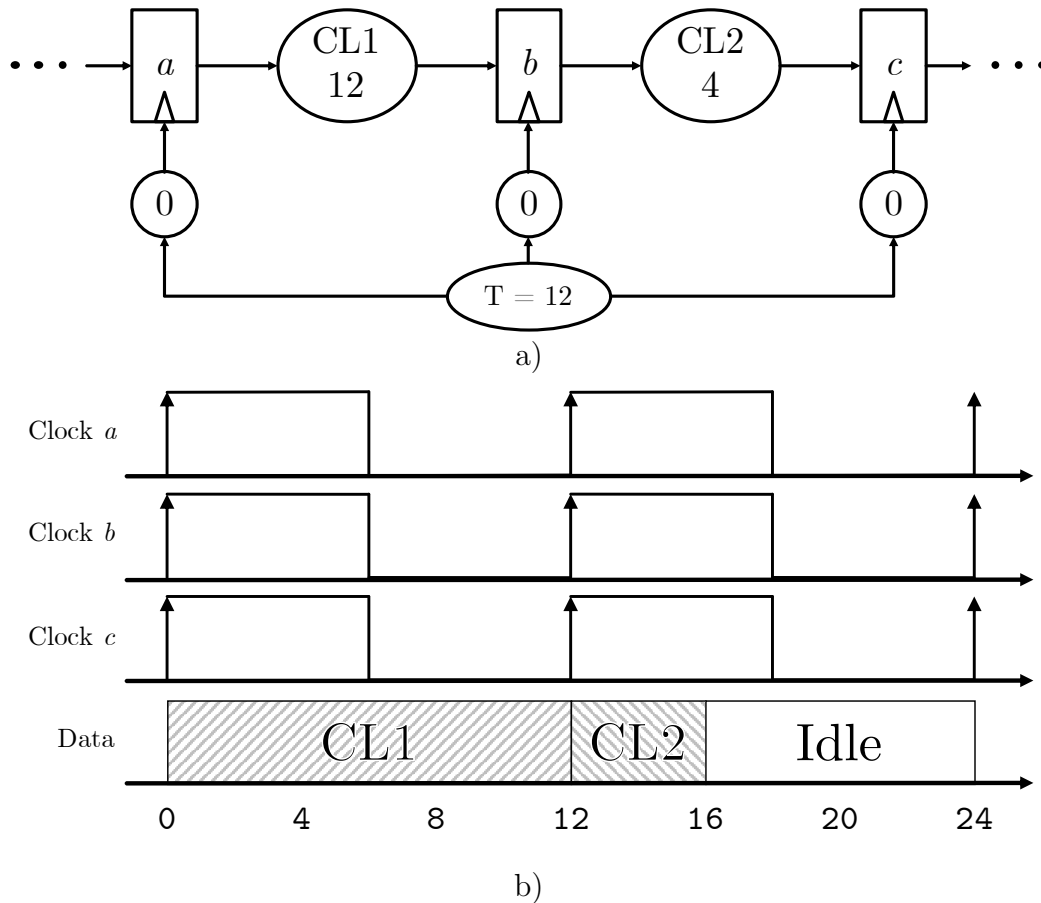 CL1
CL2
... a 12 b 4 c ...
0 0 0
T = 12
a)
Clock a
Clock b
Clock c
Data CL1 CL2 Idle
0 4 8 12 16 20 24
b)